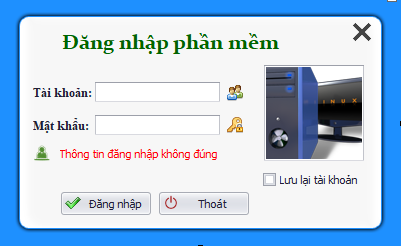 Đăng nhập phần mềm
Tài khoản:
Mật khẩu:
Thông tin đăng nhập không đúng
Lưu lại tài khoản
Đăng nhập
Thoát